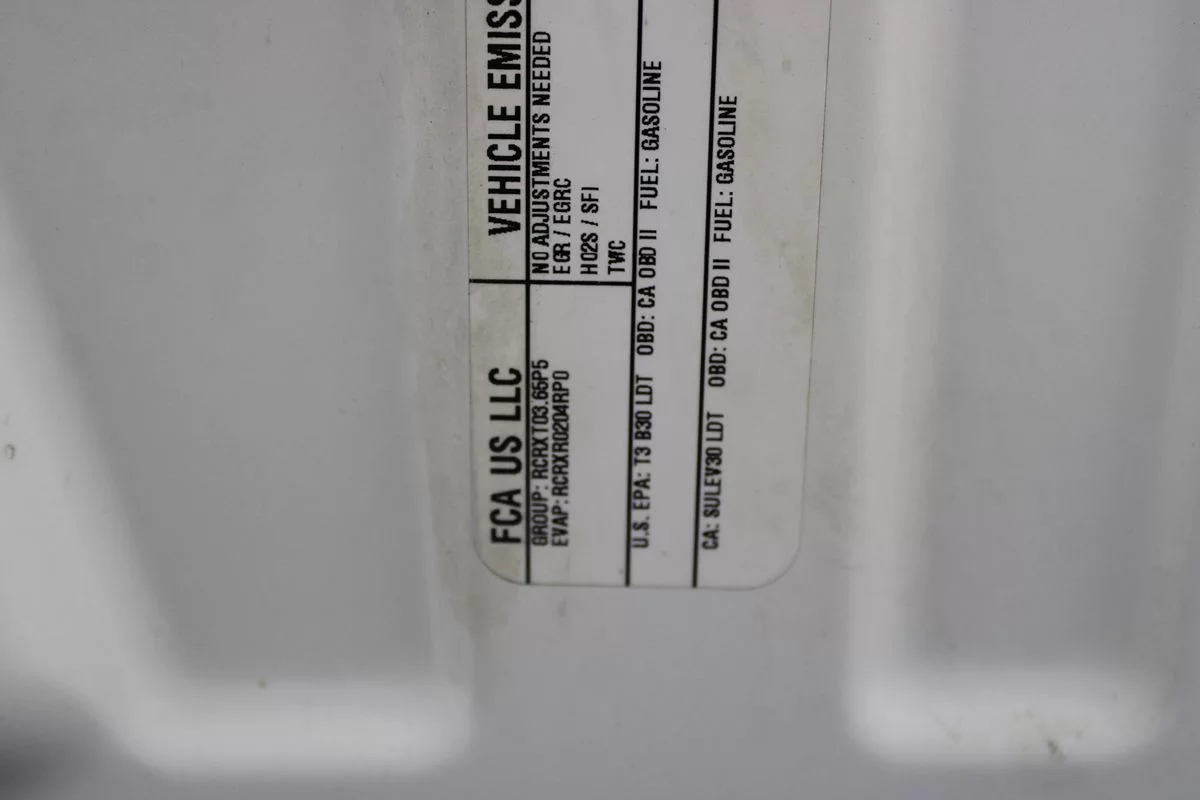 FCA US LLC VEHICLE EMISS
GROUP: RCRXT03.65P5
EVAP: RCRXR0204RP0
NO ADJUSTMENTS NEEDED
EGR / EGRC
HO2S / SFI
TWC
U.S. EPA: T3 B30 LDT OBD: CA OBD II FUEL: GASOLINE
CA: SULEV30 LDT OBD: CA OBD II FUEL: GASOLINE